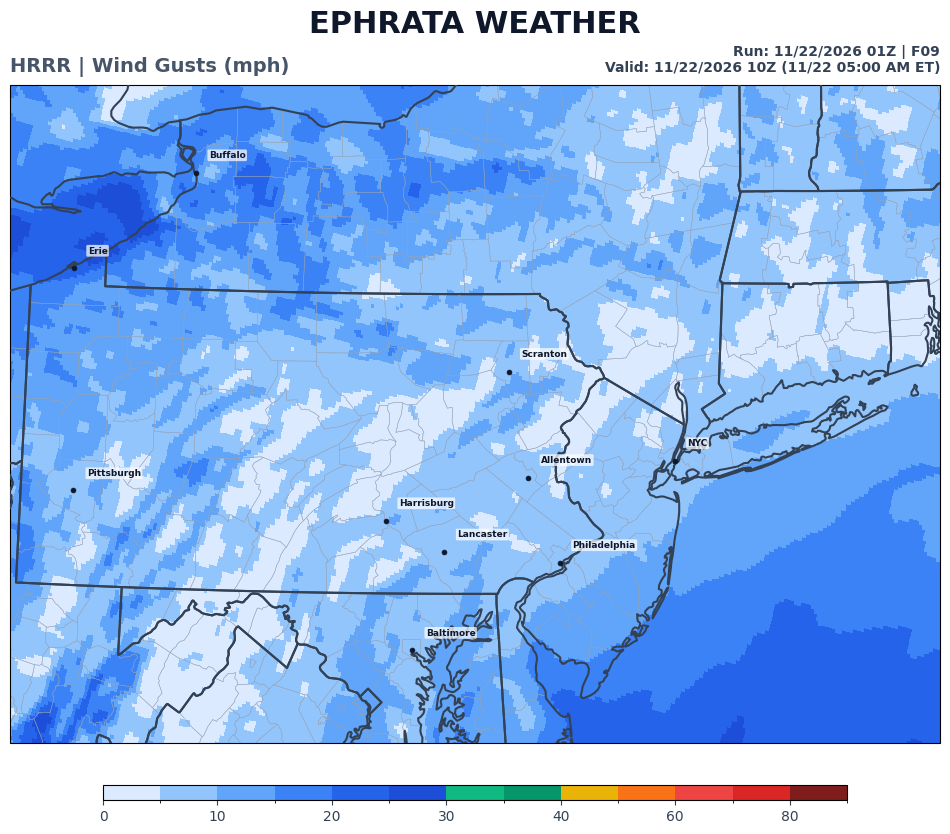 EPHRATA WEATHER
HRRR | Wind Gusts (mph)
Run: 11/22/2026 01Z | F09
Valid: 11/22/2026 10Z (11/22 05:00 AM ET)
Buffalo
Erie
Scranton
NYC
Allentown
Pittsburgh
Harrisburg
Lancaster
Philadelphia
Baltimore
0 10 20 30 40 50 60 70 80